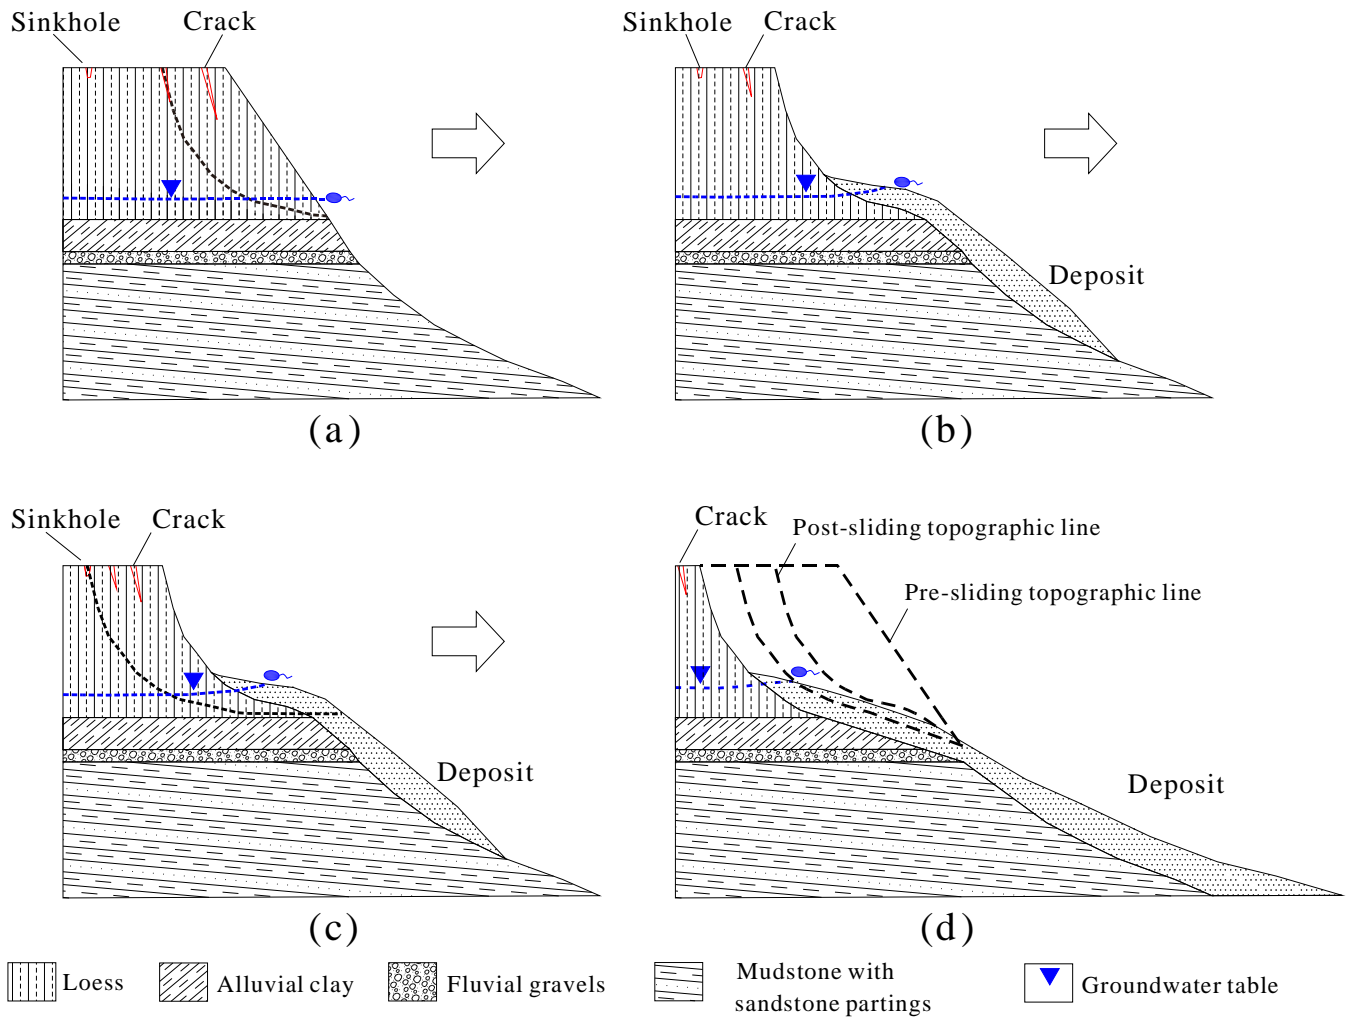 Sinkhole Crack
Sinkhole Crack
Deposit
(a)
(b)
Sinkhole Crack
Deposit
(c)
Crack
Post-sliding topographic line
Pre-sliding topographic line
Deposit
(d)
Loess
Alluvial clay
Fluvial gravels
Mudstone with
sandstone partings
Groundwater table